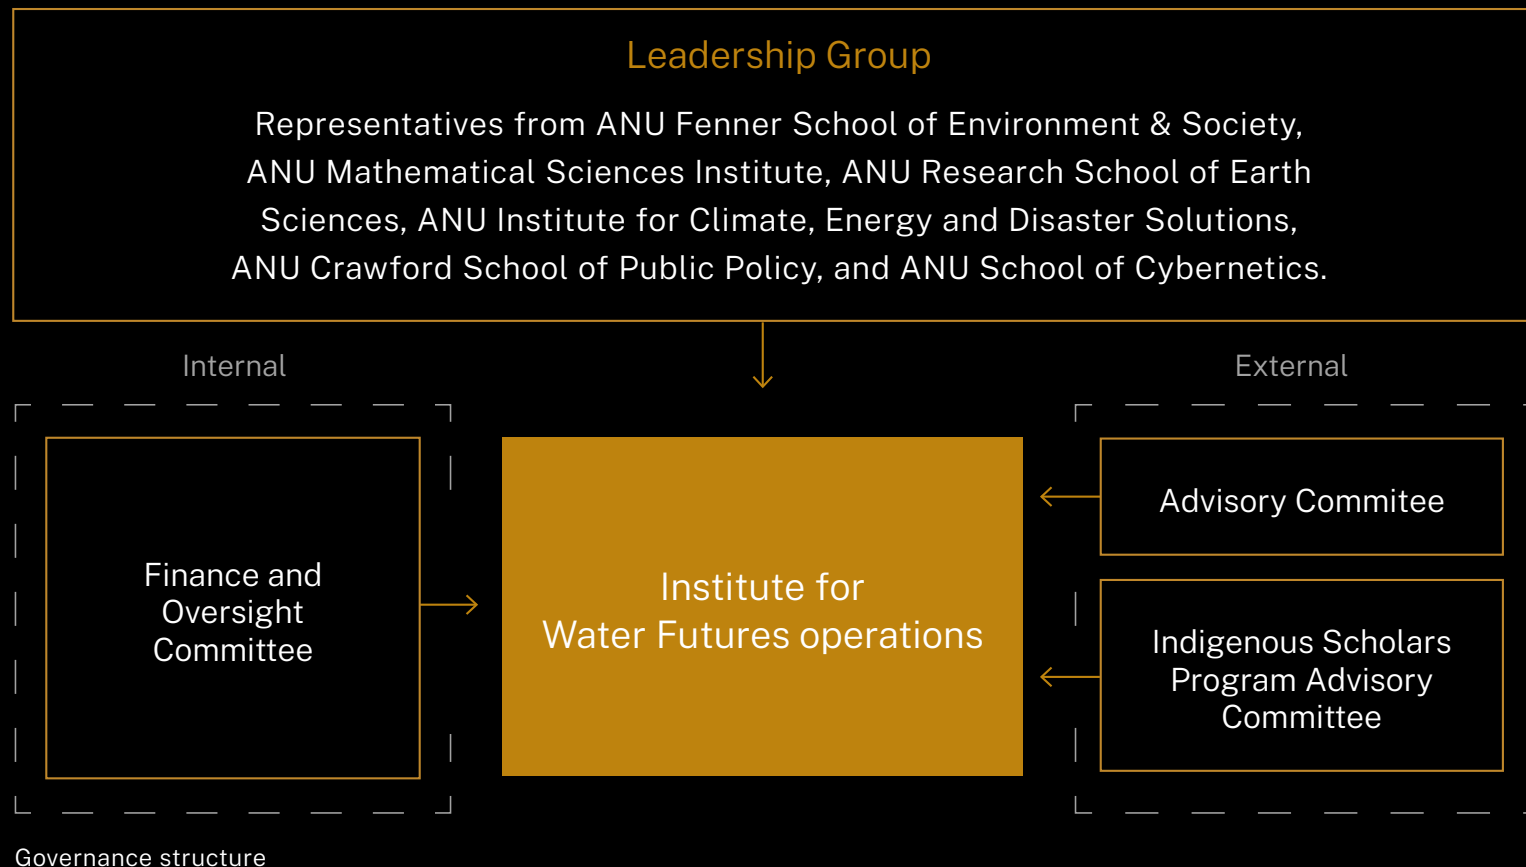 Leadership Group
Representatives from ANU Fenner School of Environment & Society,
ANU Mathematical Sciences Institute, ANU Research School of Earth
Sciences, ANU Institute for Climate, Energy and Disaster Solutions,
ANU Crawford School of Public Policy, and ANU School of Cybernetics.
Internal
Finance and
Oversight
Committee
Institute for
Water Futures operations
External
Advisory Commitee
Indigenous Scholars
Program Advisory
Committee
Governance structure